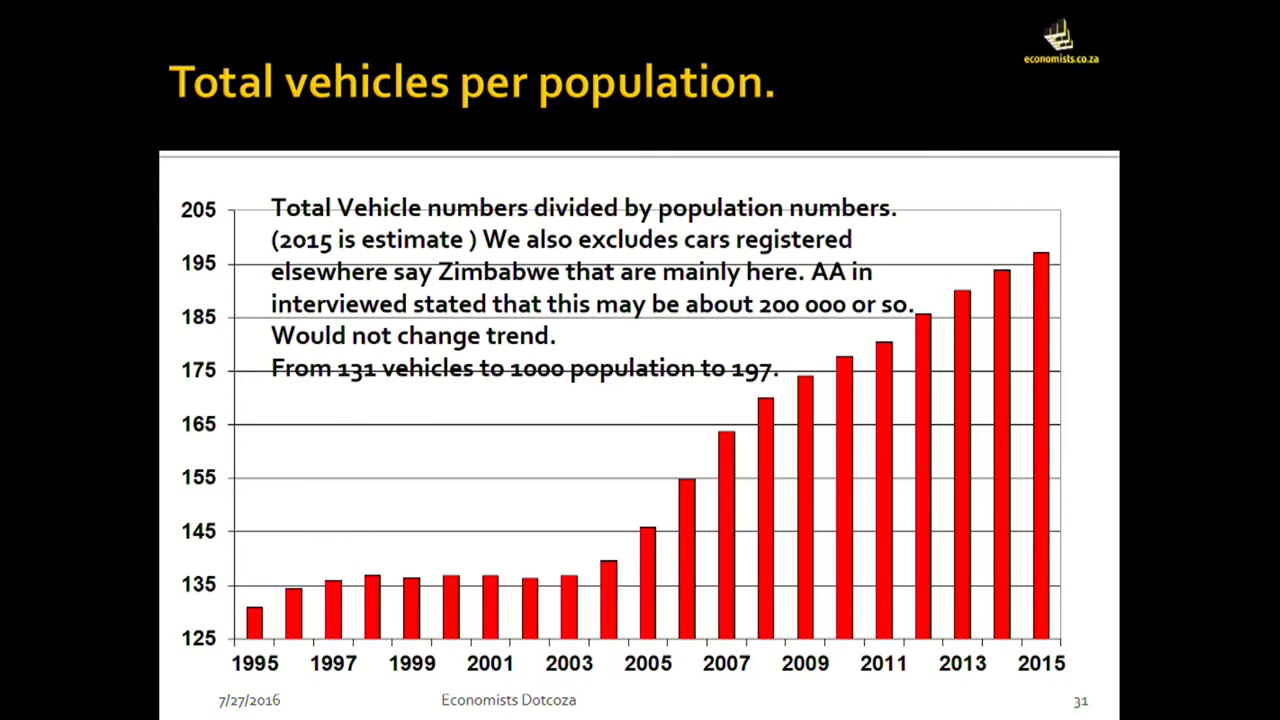 economists.co.za
Total vehicles per population.
Total Vehicle numbers divided by population numbers.
(2015 is estimate ) We also excludes cars registered
elsewhere say Zimbabwe that are mainly here. AA in
interviewed stated that this may be about 200 000 or so.
Would not change trend.
From 131 vehicles to 1000 population to 197.
205
195
185
175
165
155
145
135
125
1995 1997 1999 2001 2003 2005 2007 2009 2011 2013 2015
7/27/2016 Economists Dotcoza 31